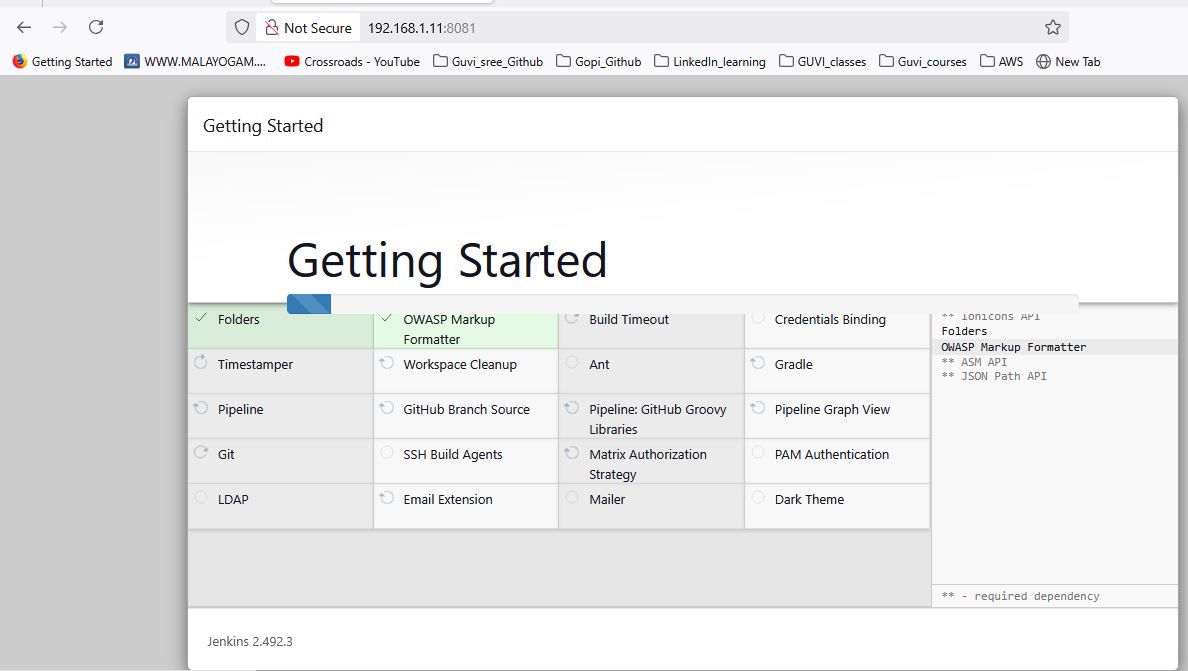 Not Secure 192.168.1.11:8081
Getting Started WWW.MALAYOGAM.... Crossroads - YouTube Guvi_sree_Github Gopi_Github LinkedIn_learning GUVI_classes Guvi_courses AWS New Tab
Getting Started
Getting Started
Folders
OWASP Markup
Formatter
Build Timeout
Credentials Binding
Timestamper
Workspace Cleanup
Ant
Gradle
Pipeline
GitHub Branch Source
Pipeline: GitHub Groovy
Libraries
Pipeline Graph View
Git
SSH Build Agents
Matrix Authorization
Strategy
PAM Authentication
LDAP
Email Extension
Mailer
Dark Theme
** Ionicons API
Folders
OWASP Markup Formatter
** ASM API
** JSON Path API
** - required dependency
Jenkins 2.492.3